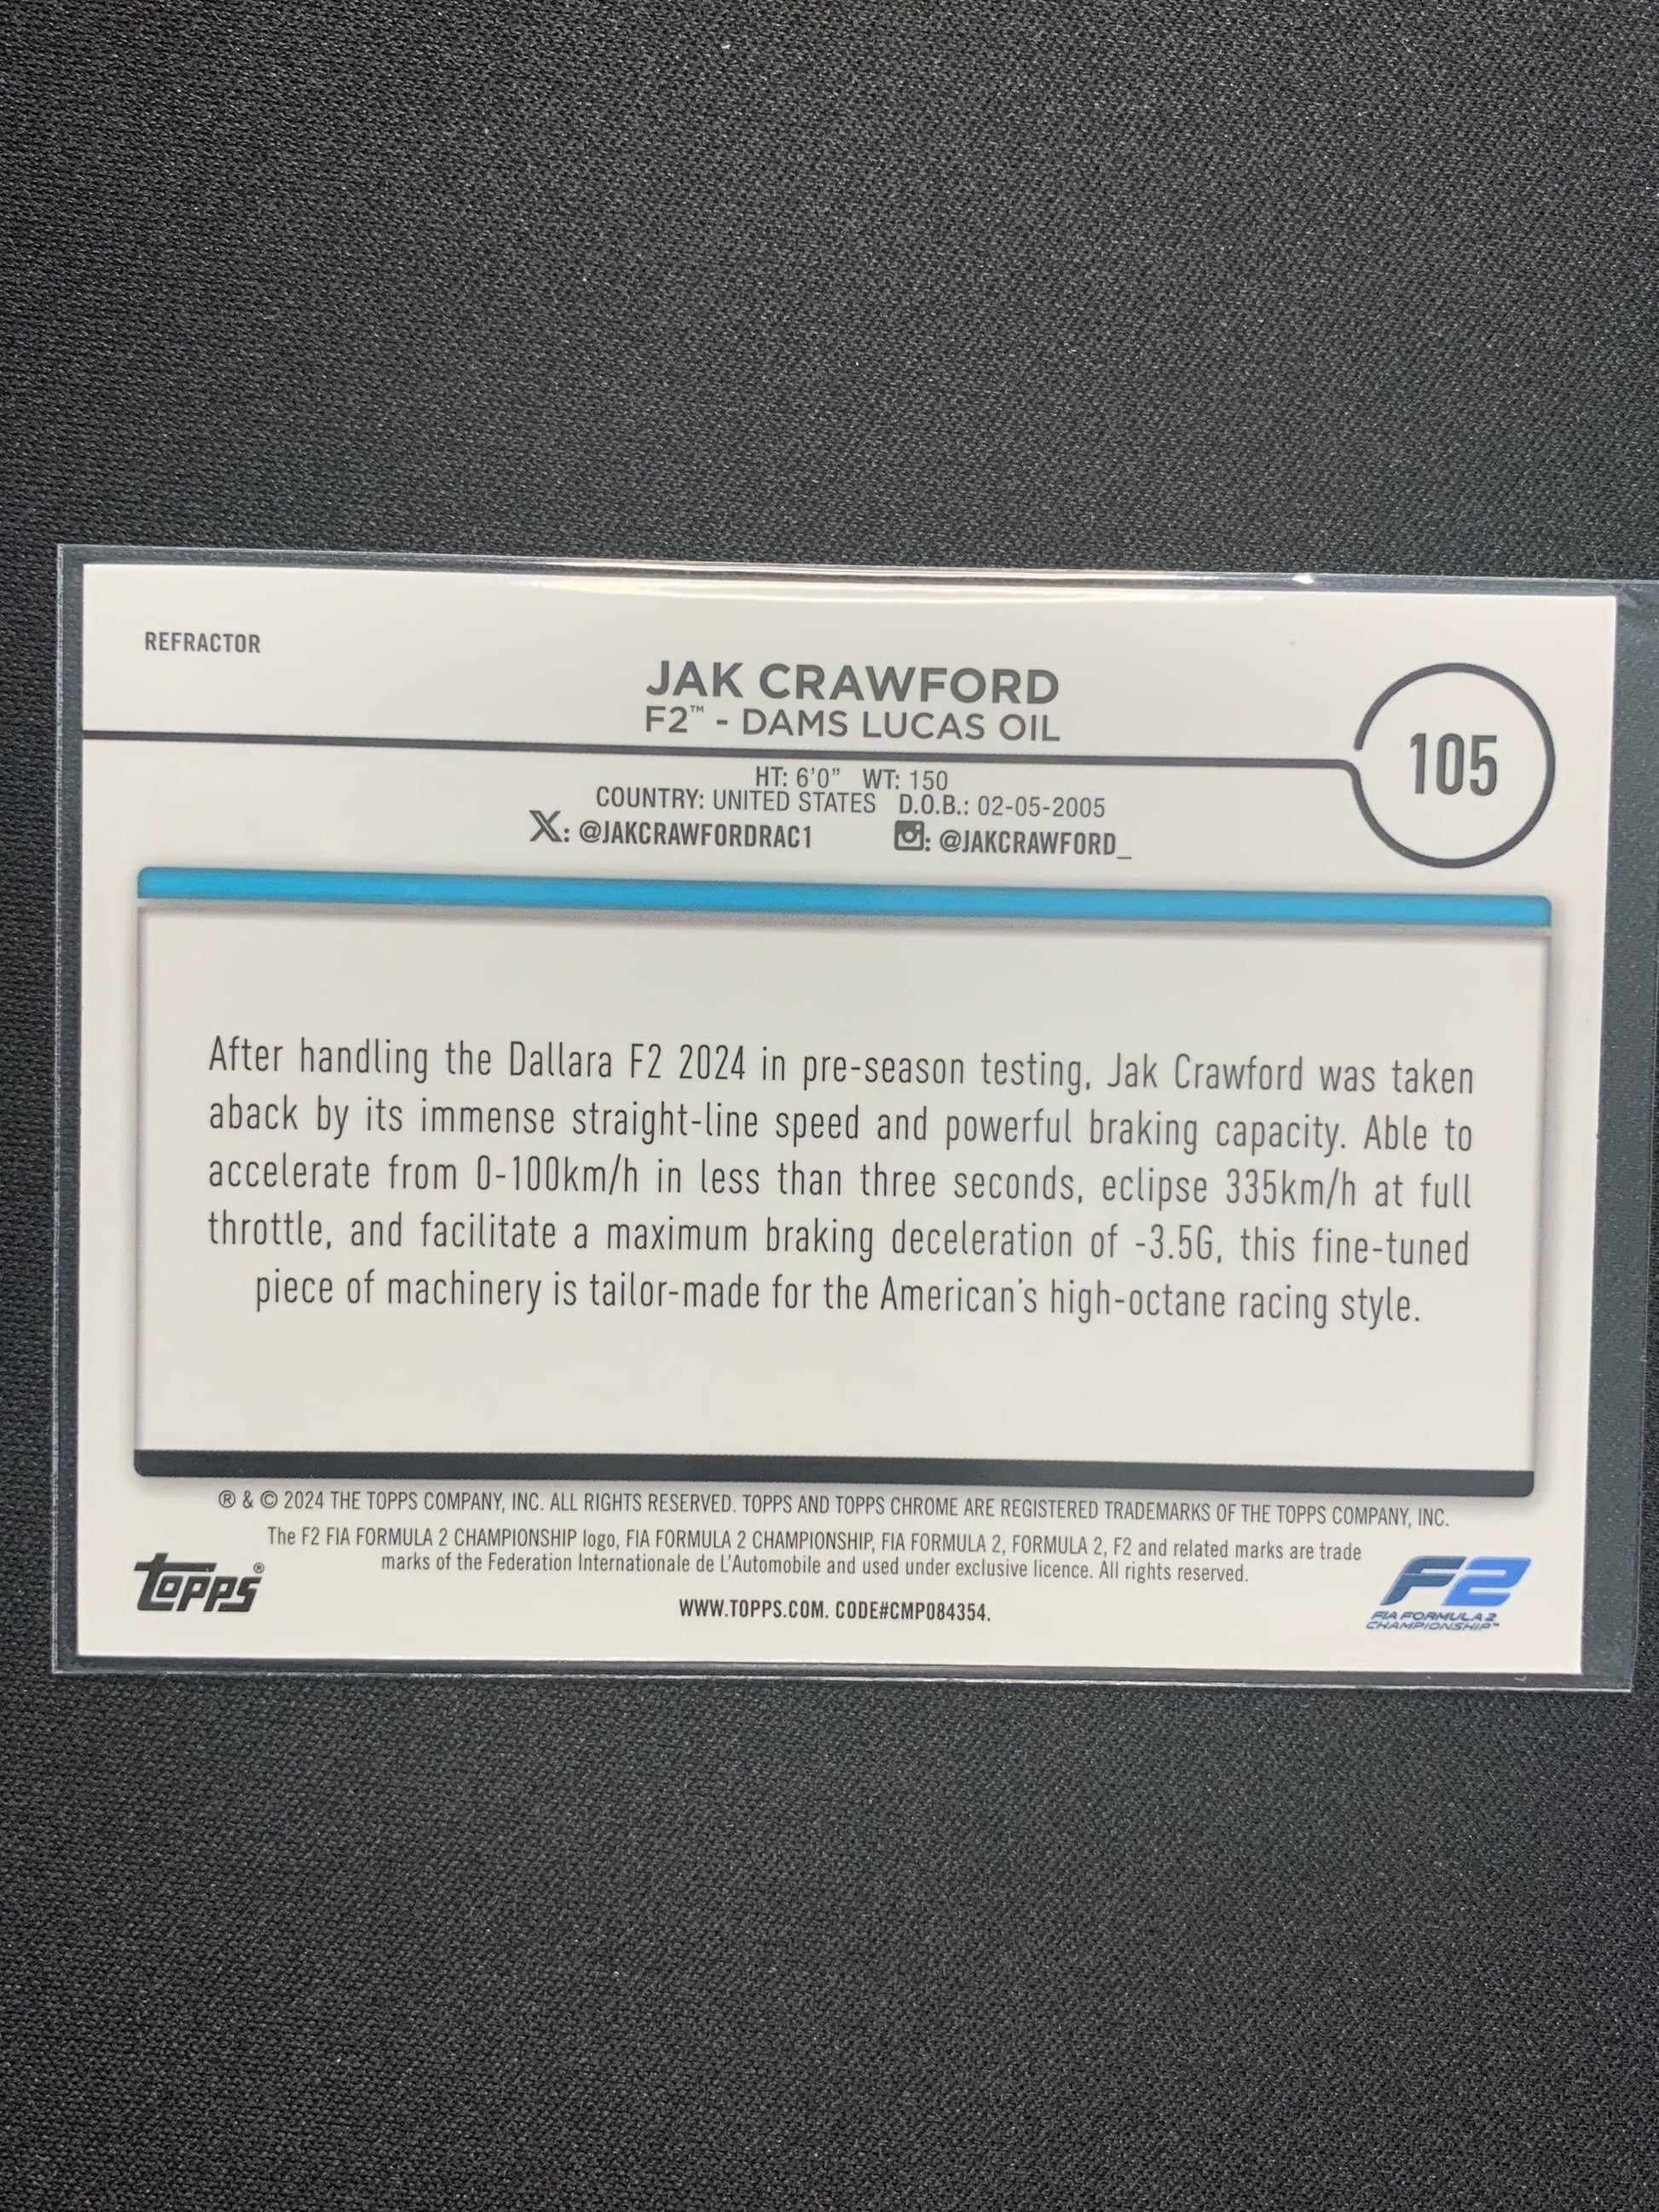 REFRACTOR
JAK CRAWFORD
F2™ - DAMS LUCAS OIL
105
HT: 6'0" WT: 150
COUNTRY: UNITED STATES D.O.B.: 02-05-2005
X: @JAKCRAWFORDRAC1 : @JAKCRAWFORD_
After handling the Dallara F2 2024 in pre-season testing, Jak Crawford was taken
aback by its immense straight-line speed and powerful braking capacity. Able to
accelerate from 0-100km/h in less than three seconds, eclipse 335km/h at full
throttle, and facilitate a maximum braking deceleration of -3.5G, this fine-tuned
piece of machinery is tailor-made for the American's high-octane racing style.
® & © 2024 THE TOPPS COMPANY, INC. ALL RIGHTS RESERVED. TOPPS AND TOPPS CHROME ARE REGISTERED TRADEMARKS OF THE TOPPS COMPANY, INC.
The F2 FIA FORMULA 2 CHAMPIONSHIP logo, FIA FORMULA 2 CHAMPIONSHIP, FIA FORMULA 2, FORMULA 2, F2 and related marks are trade
marks of the Federation Internationale de L'Automobile and used under exclusive licence. All rights reserved.
WWW.TOPPS.COM. CODE#CMP084354.
topps®
F2
FIA FORMULA 2
CHAMPIONSHIP™